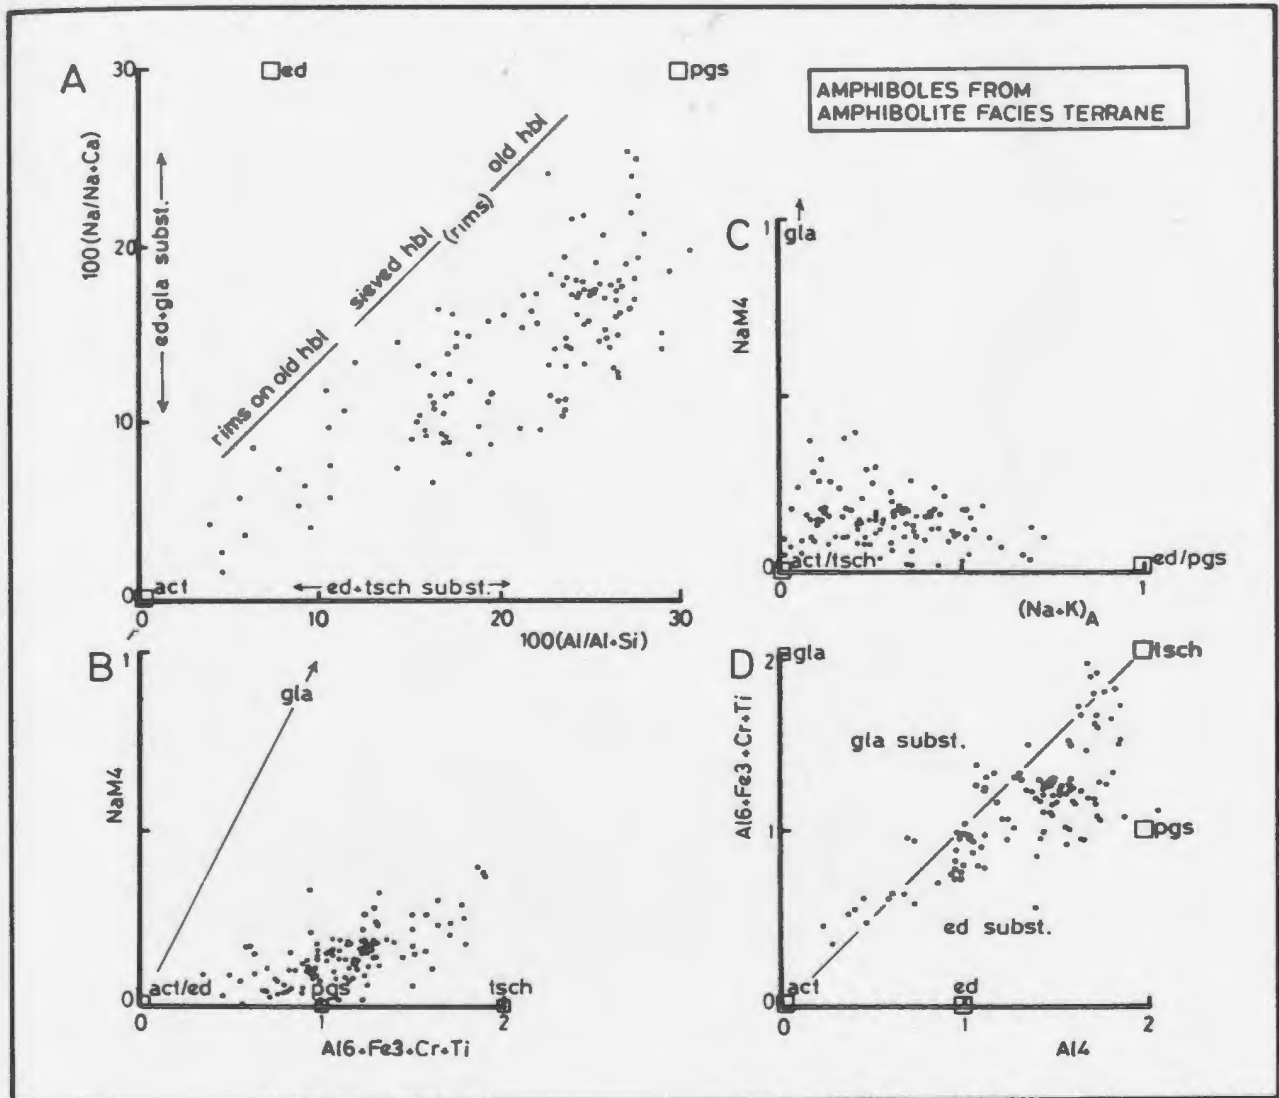 AMPHIBOLES FROM
AMPHIBOLITE FACIES TERRANE
A
30
ed
pgs
old hbl
(rims)
sieved hbl
rims on old hbl
100(Na/Na+Ca)
ed+gla subst.
20
10
0
act
ed+tsch subst.
0
10
20
30
100(Al/Al+Si)
C
1
gla
NaM4
0
act/tsch
ed/pgs
1
(Na+K)A
B
1
gla
NaM4
0
act/ed
pgs
tsch
0
1
2
Al6+Fe3+Cr+Ti
D
2
gla
tsch
gla subst.
Al6+Fe3+Cr+Ti
1
pgs
ed subst.
0
act
ed
0
1
2
Al4